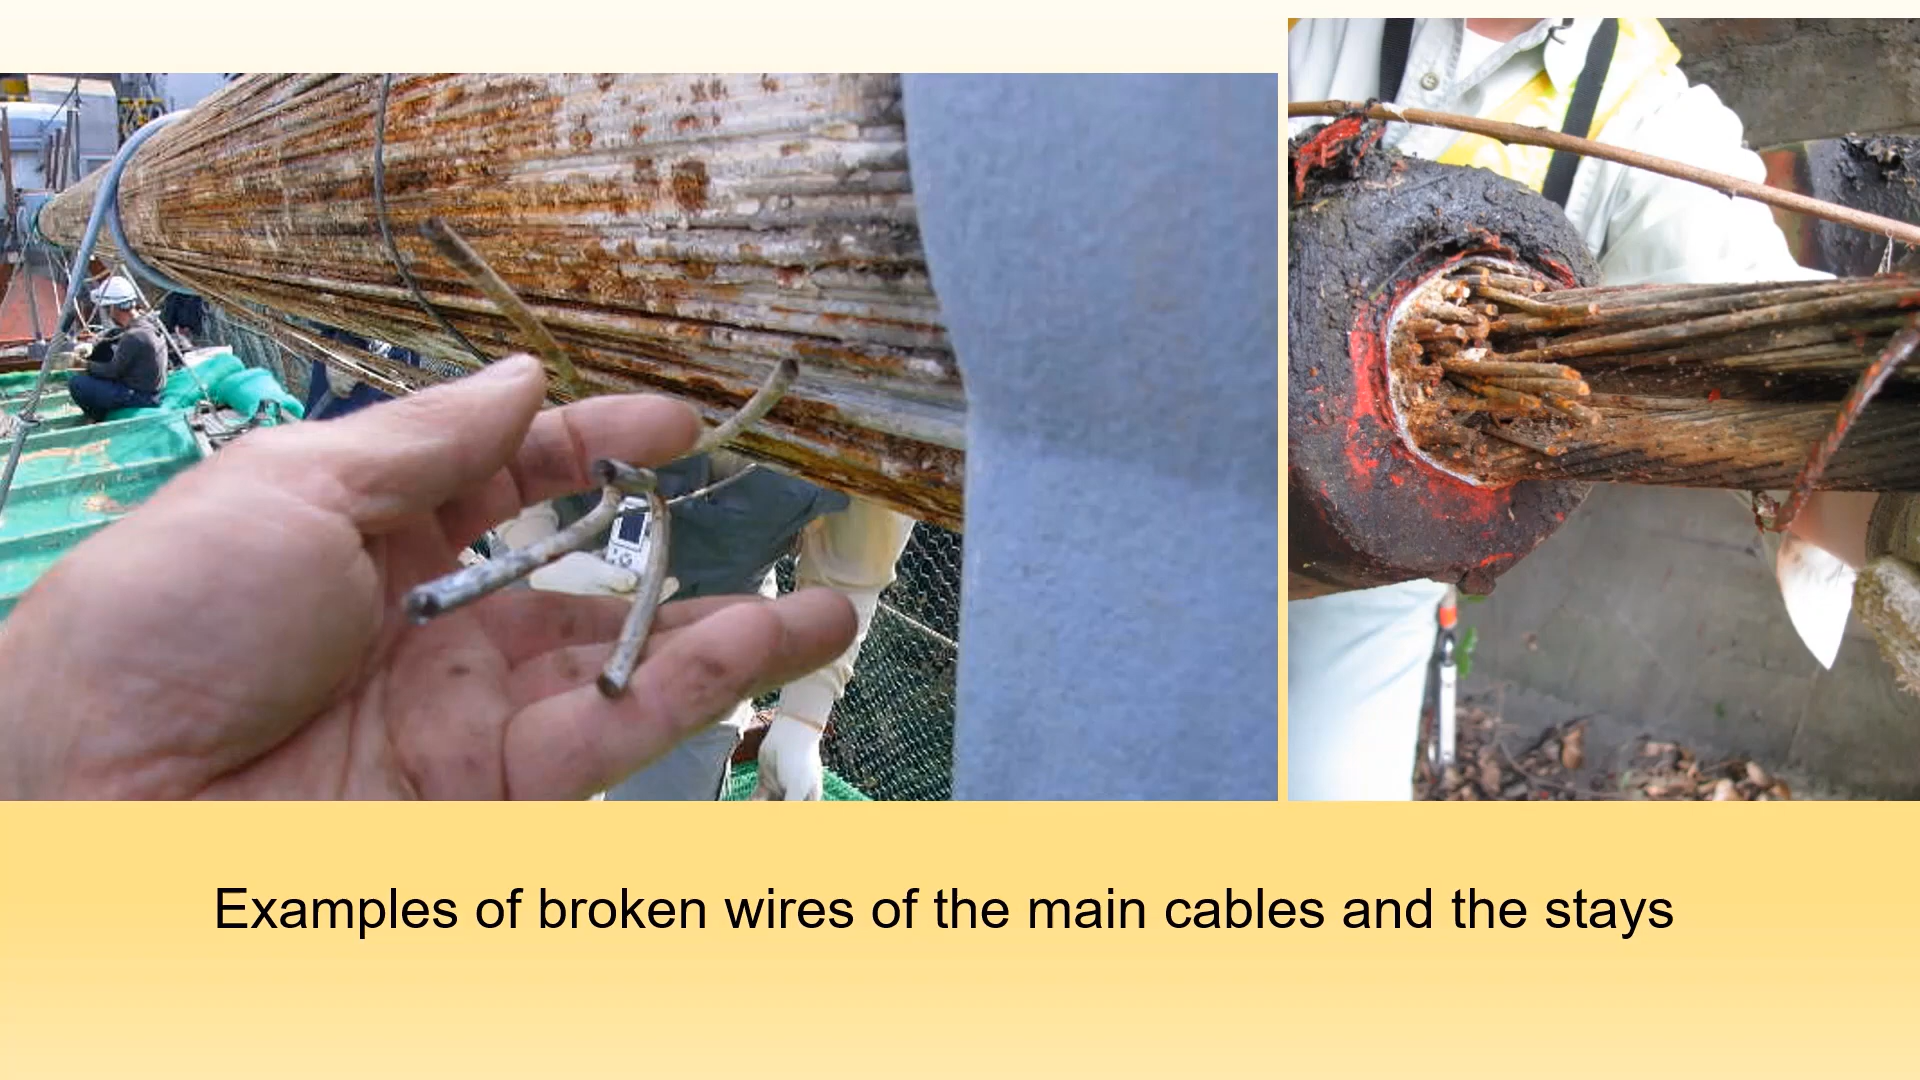 Examples of broken wires of the main cables and the stays